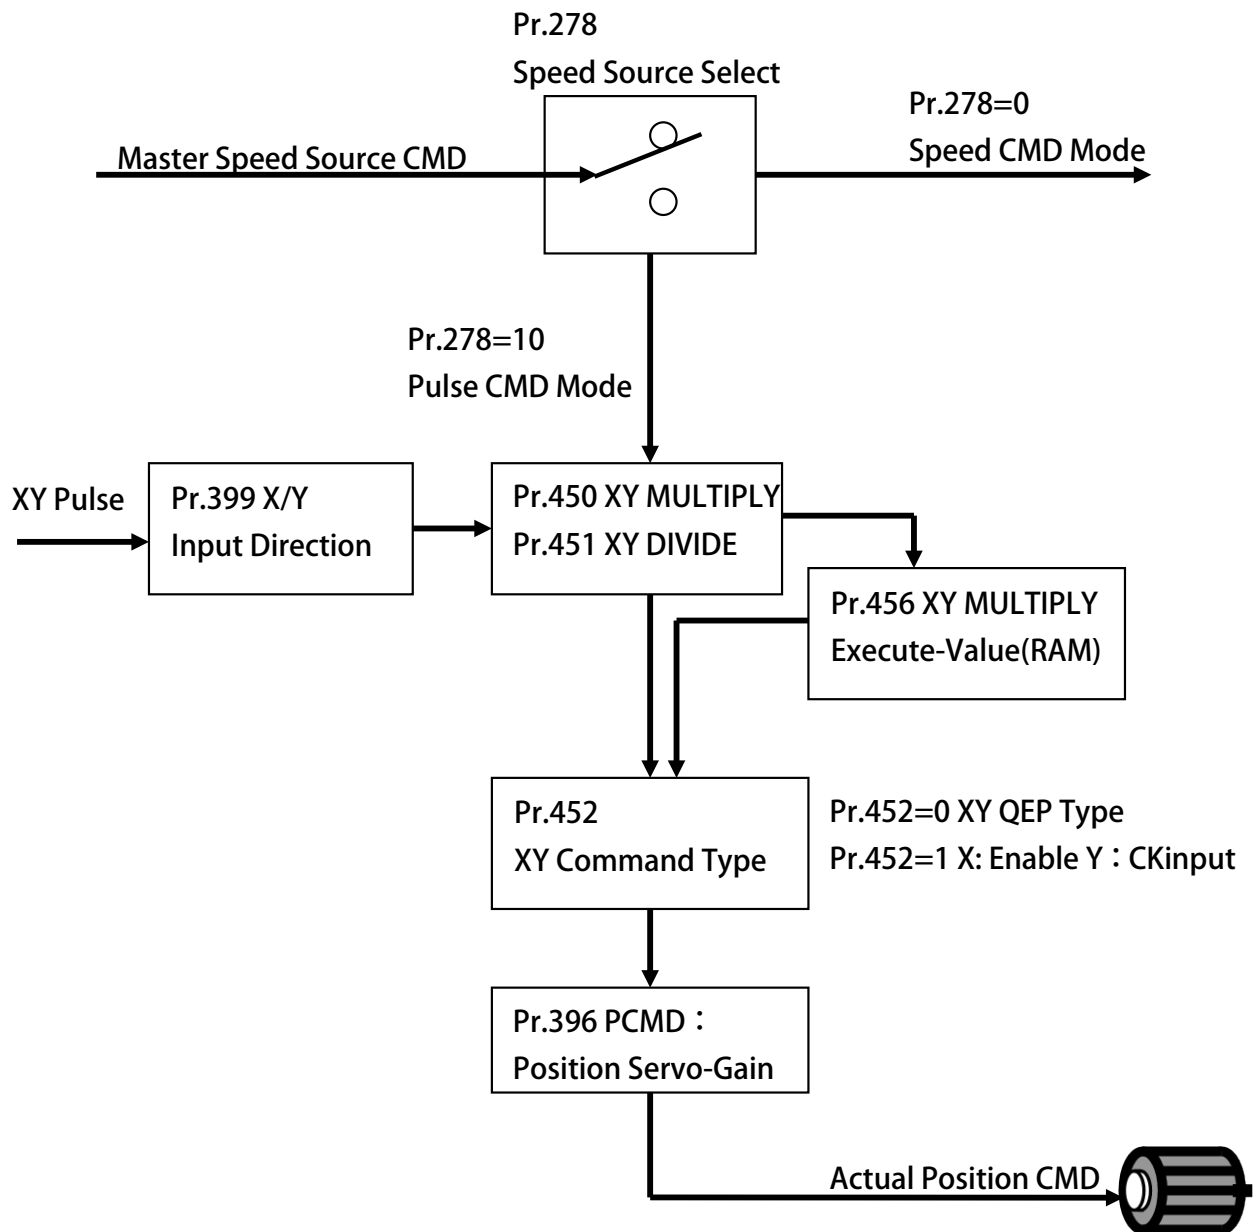 Pr.278
Speed Source Select
Pr.278=0
Speed CMD Mode
Master Speed Source CMD
Pr.278=10
Pulse CMD Mode
XY Pulse
Pr.399 X/Y
Input Direction
Pr.450 XY MULTIPLY
Pr.451 XY DIVIDE
Pr.456 XY MULTIPLY
Execute-Value(RAM)
Pr.452
XY Command Type
Pr.452=0 XY QEP Type
Pr.452=1 X: Enable Y：CKinput
Pr.396 PCMD：
Position Servo-Gain
Actual Position CMD